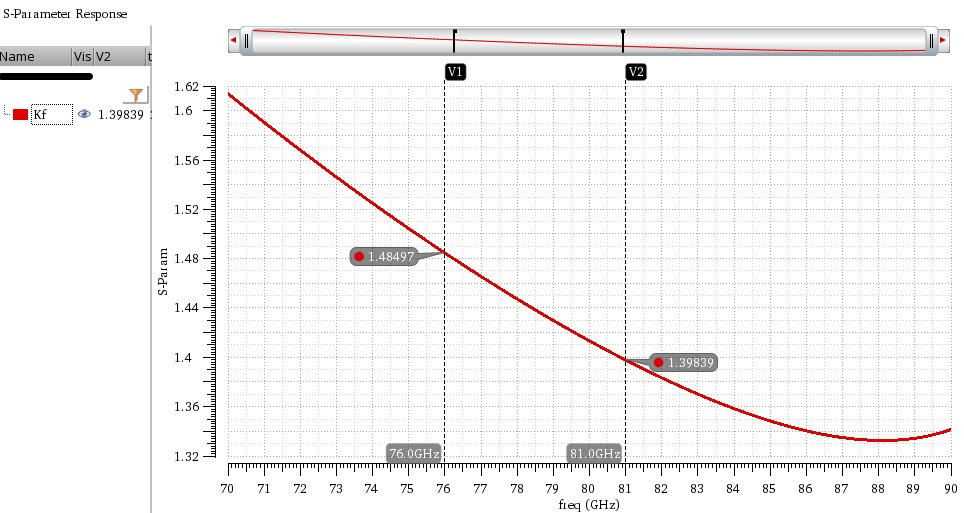 S-Parameter Response
Name Vis V2 t
Kf 1.39839
V1 V2
1.62
1.6
1.56
1.52
1.48
1.44
1.4
1.36
1.32
S-Param
1.48497
1.39839
76.0GHz 81.0GHz
70 71 72 73 74 75 76 77 78 79 80 81 82 83 84 85 86 87 88 89 90
freq (GHz)